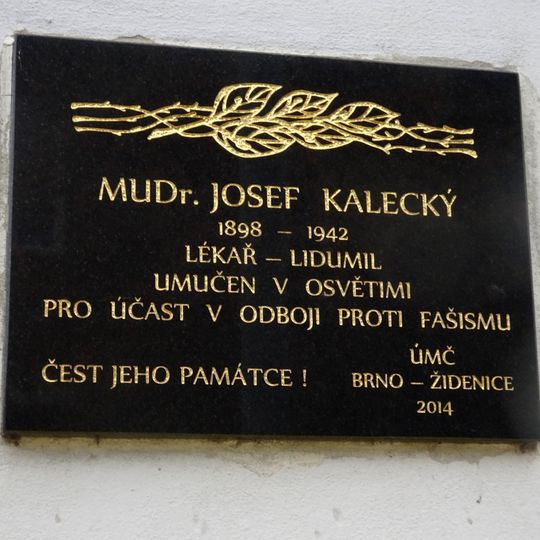 MUDr. JOSEF KALECKÝ
1898 – 1942
LÉKAŘ – LIDUMIL
UMUČEN V OSVĚTIMI
PRO ÚČAST V ODBOJI PROTI FAŠISMU
ČEST JEHO PAMÁTCE !
ÚMČ
BRNO – ŽIDENICE
2014